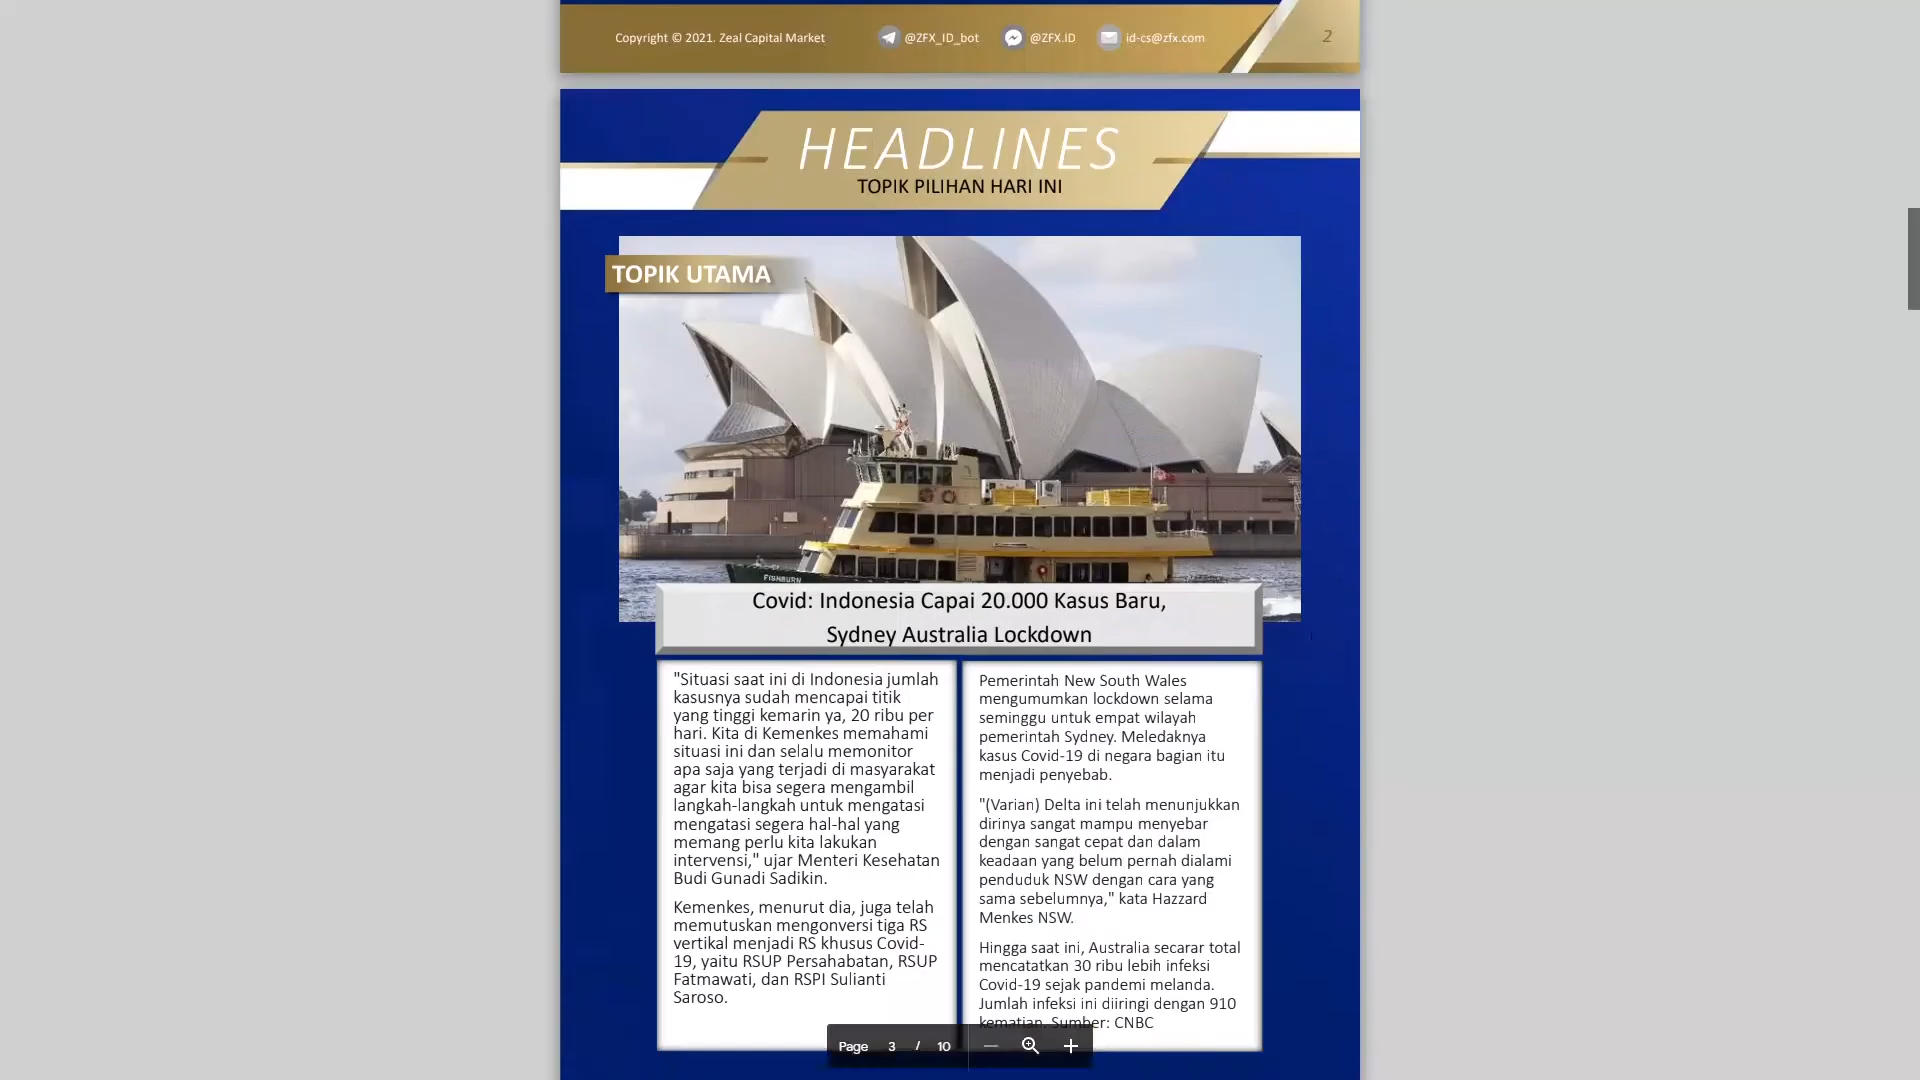 Copyright © 2021. Zeal Capital Market
@ZFX_ID_bot
@ZFX.ID
id-cs@zfx.com
2
HEADLINES
TOPIK PILIHAN HARI INI
TOPIK UTAMA
FISHBURN
Covid: Indonesia Capai 20.000 Kasus Baru,
Sydney Australia Lockdown
"Situasi saat ini di Indonesia jumlah
kasusnya sudah mencapai titik
yang tinggi kemarin ya, 20 ribu per
hari. Kita di Kemenkes memahami
situasi ini dan selalu memonitor
apa saja yang terjadi di masyarakat
agar kita bisa segera mengambil
langkah-langkah untuk mengatasi
mengatasi segera hal-hal yang
memang perlu kita lakukan
intervensi," ujar Menteri Kesehatan
Budi Gunadi Sadikin.
Kemenkes, menurut dia, juga telah
memutuskan mengonversi tiga RS
vertikal menjadi RS khusus Covid-
19, yaitu RSUP Persahabatan, RSUP
Fatmawati, dan RSPI Sulianti
Saroso.
Pemerintah New South Wales
mengumumkan lockdown selama
seminggu untuk empat wilayah
pemerintah Sydney. Meledaknya
kasus Covid-19 di negara bagian itu
menjadi penyebab.
"(Varian) Delta ini telah menunjukkan
dirinya sangat mampu menyebar
dengan sangat cepat dan dalam
keadaan yang belum pernah dialami
penduduk NSW dengan cara yang
sama sebelumnya," kata Hazzard
Menkes NSW.
Hingga saat ini, Australia secarar total
mencatatkan 30 ribu lebih infeksi
Covid-19 sejak pandemi melanda.
Jumlah infeksi ini diiringi dengan 910
kematian. Sumber: CNBC
Page 3 / 10